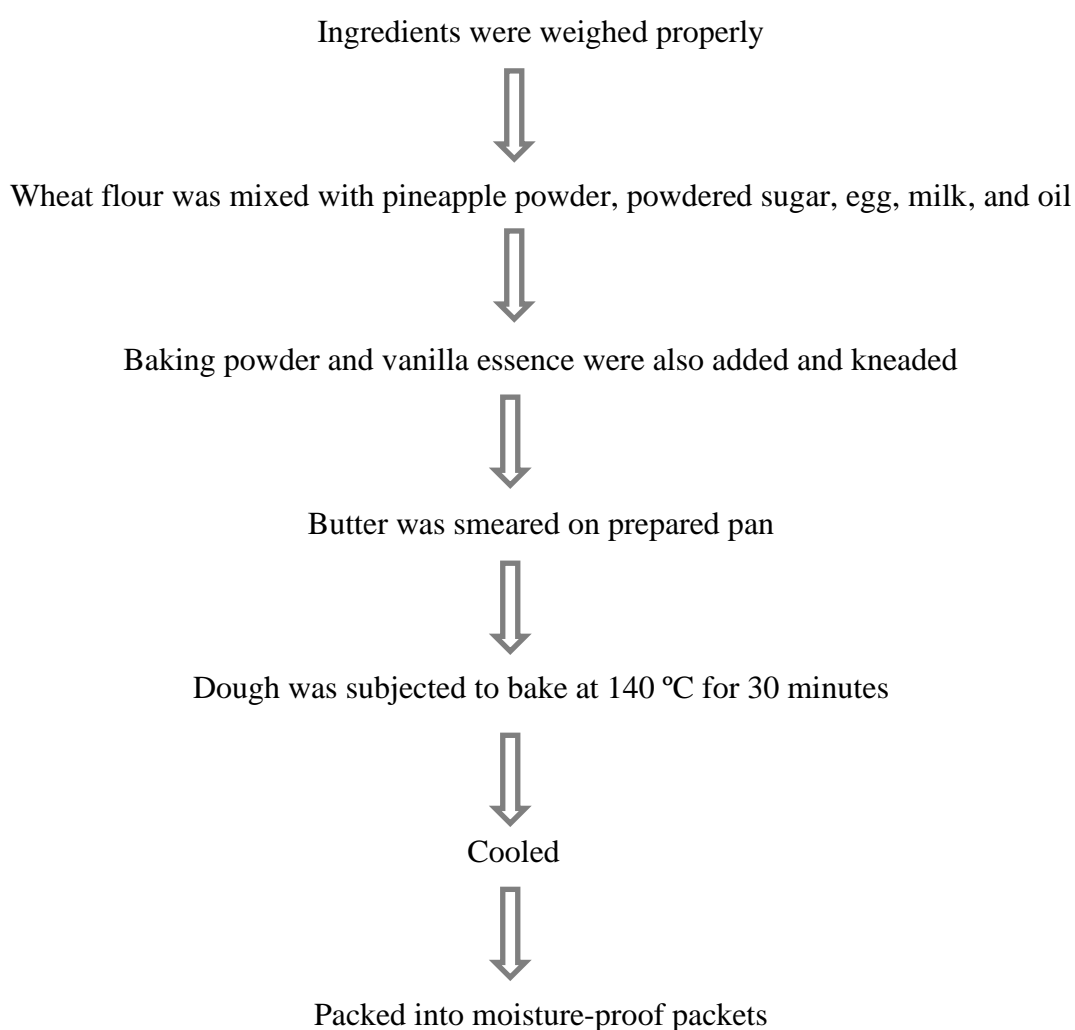 Ingredients were weighed properly
Wheat flour was mixed with pineapple powder, powdered sugar, egg, milk, and oil
Baking powder and vanilla essence were also added and kneaded
Butter was smeared on prepared pan
Dough was subjected to bake at 140 ºC for 30 minutes
Cooled
Packed into moisture-proof packets